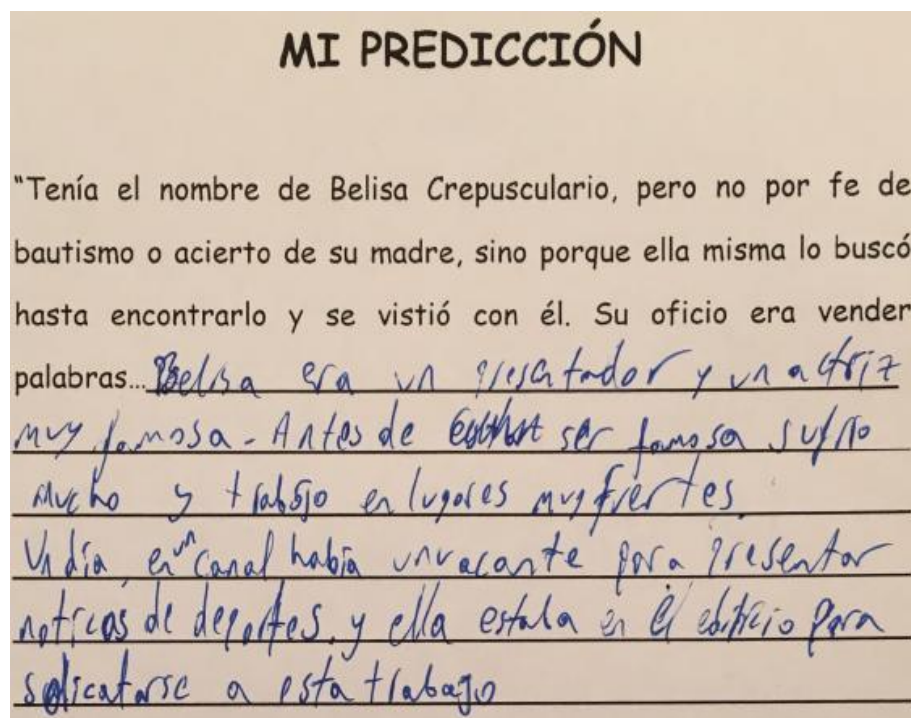 MI PREDICCIÓN
"Tenía el nombre de Belisa Crepusculario, pero no por fe de
bautismo o acierto de su madre, sino porque ella misma lo buscó
hasta encontrarlo y se vistió con él. Su oficio era vender
palabras... Belisa era un presentador y un actriz
muy famosa. Antes de ser famosa sufrio
mucho y trabajo en lugares muy fuertes.
Un día en un canal había un vacante para presentar
noticas de deportes, y ella estaba en el edificio para
solicatarse a esta trabajo